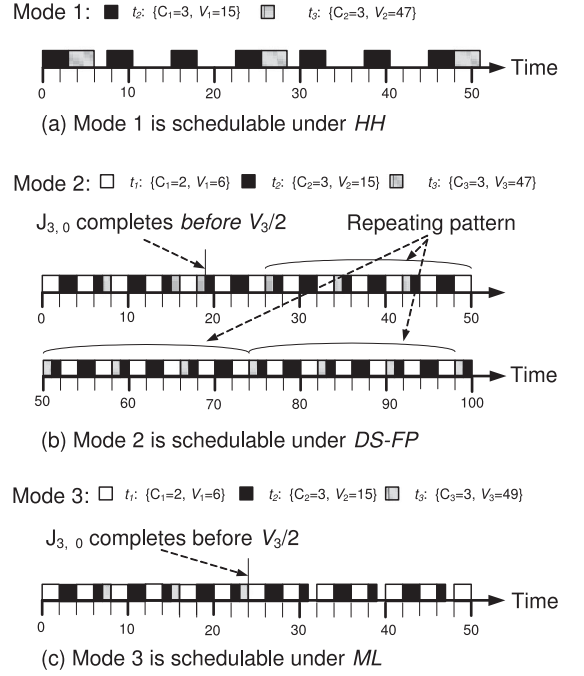 Mode 1: t₂: {C₁=3, V₁=15} t₃: {C₂=3, V₂=47}
Time
0 10 20 30 40 50
(a) Mode 1 is schedulable under HH
Mode 2: t₁: {C₁=2, V₁=6} t₂: {C₂=3, V₂=15} t₃: {C₃=3, V₃=47}
J₃, ₀ completes before V₃/2 Repeating pattern
0 10 20 30 40 50
Time
50 60 70 80 90 100
(b) Mode 2 is schedulable under DS-FP
Mode 3: t₁: {C₁=2, V₁=6} t₂: {C₂=3, V₂=15} t₃: {C₃=3, V₃=49}
J₃, ₀ completes before V₃/2
Time
0 10 20 30 40 50
(c) Mode 3 is schedulable under ML